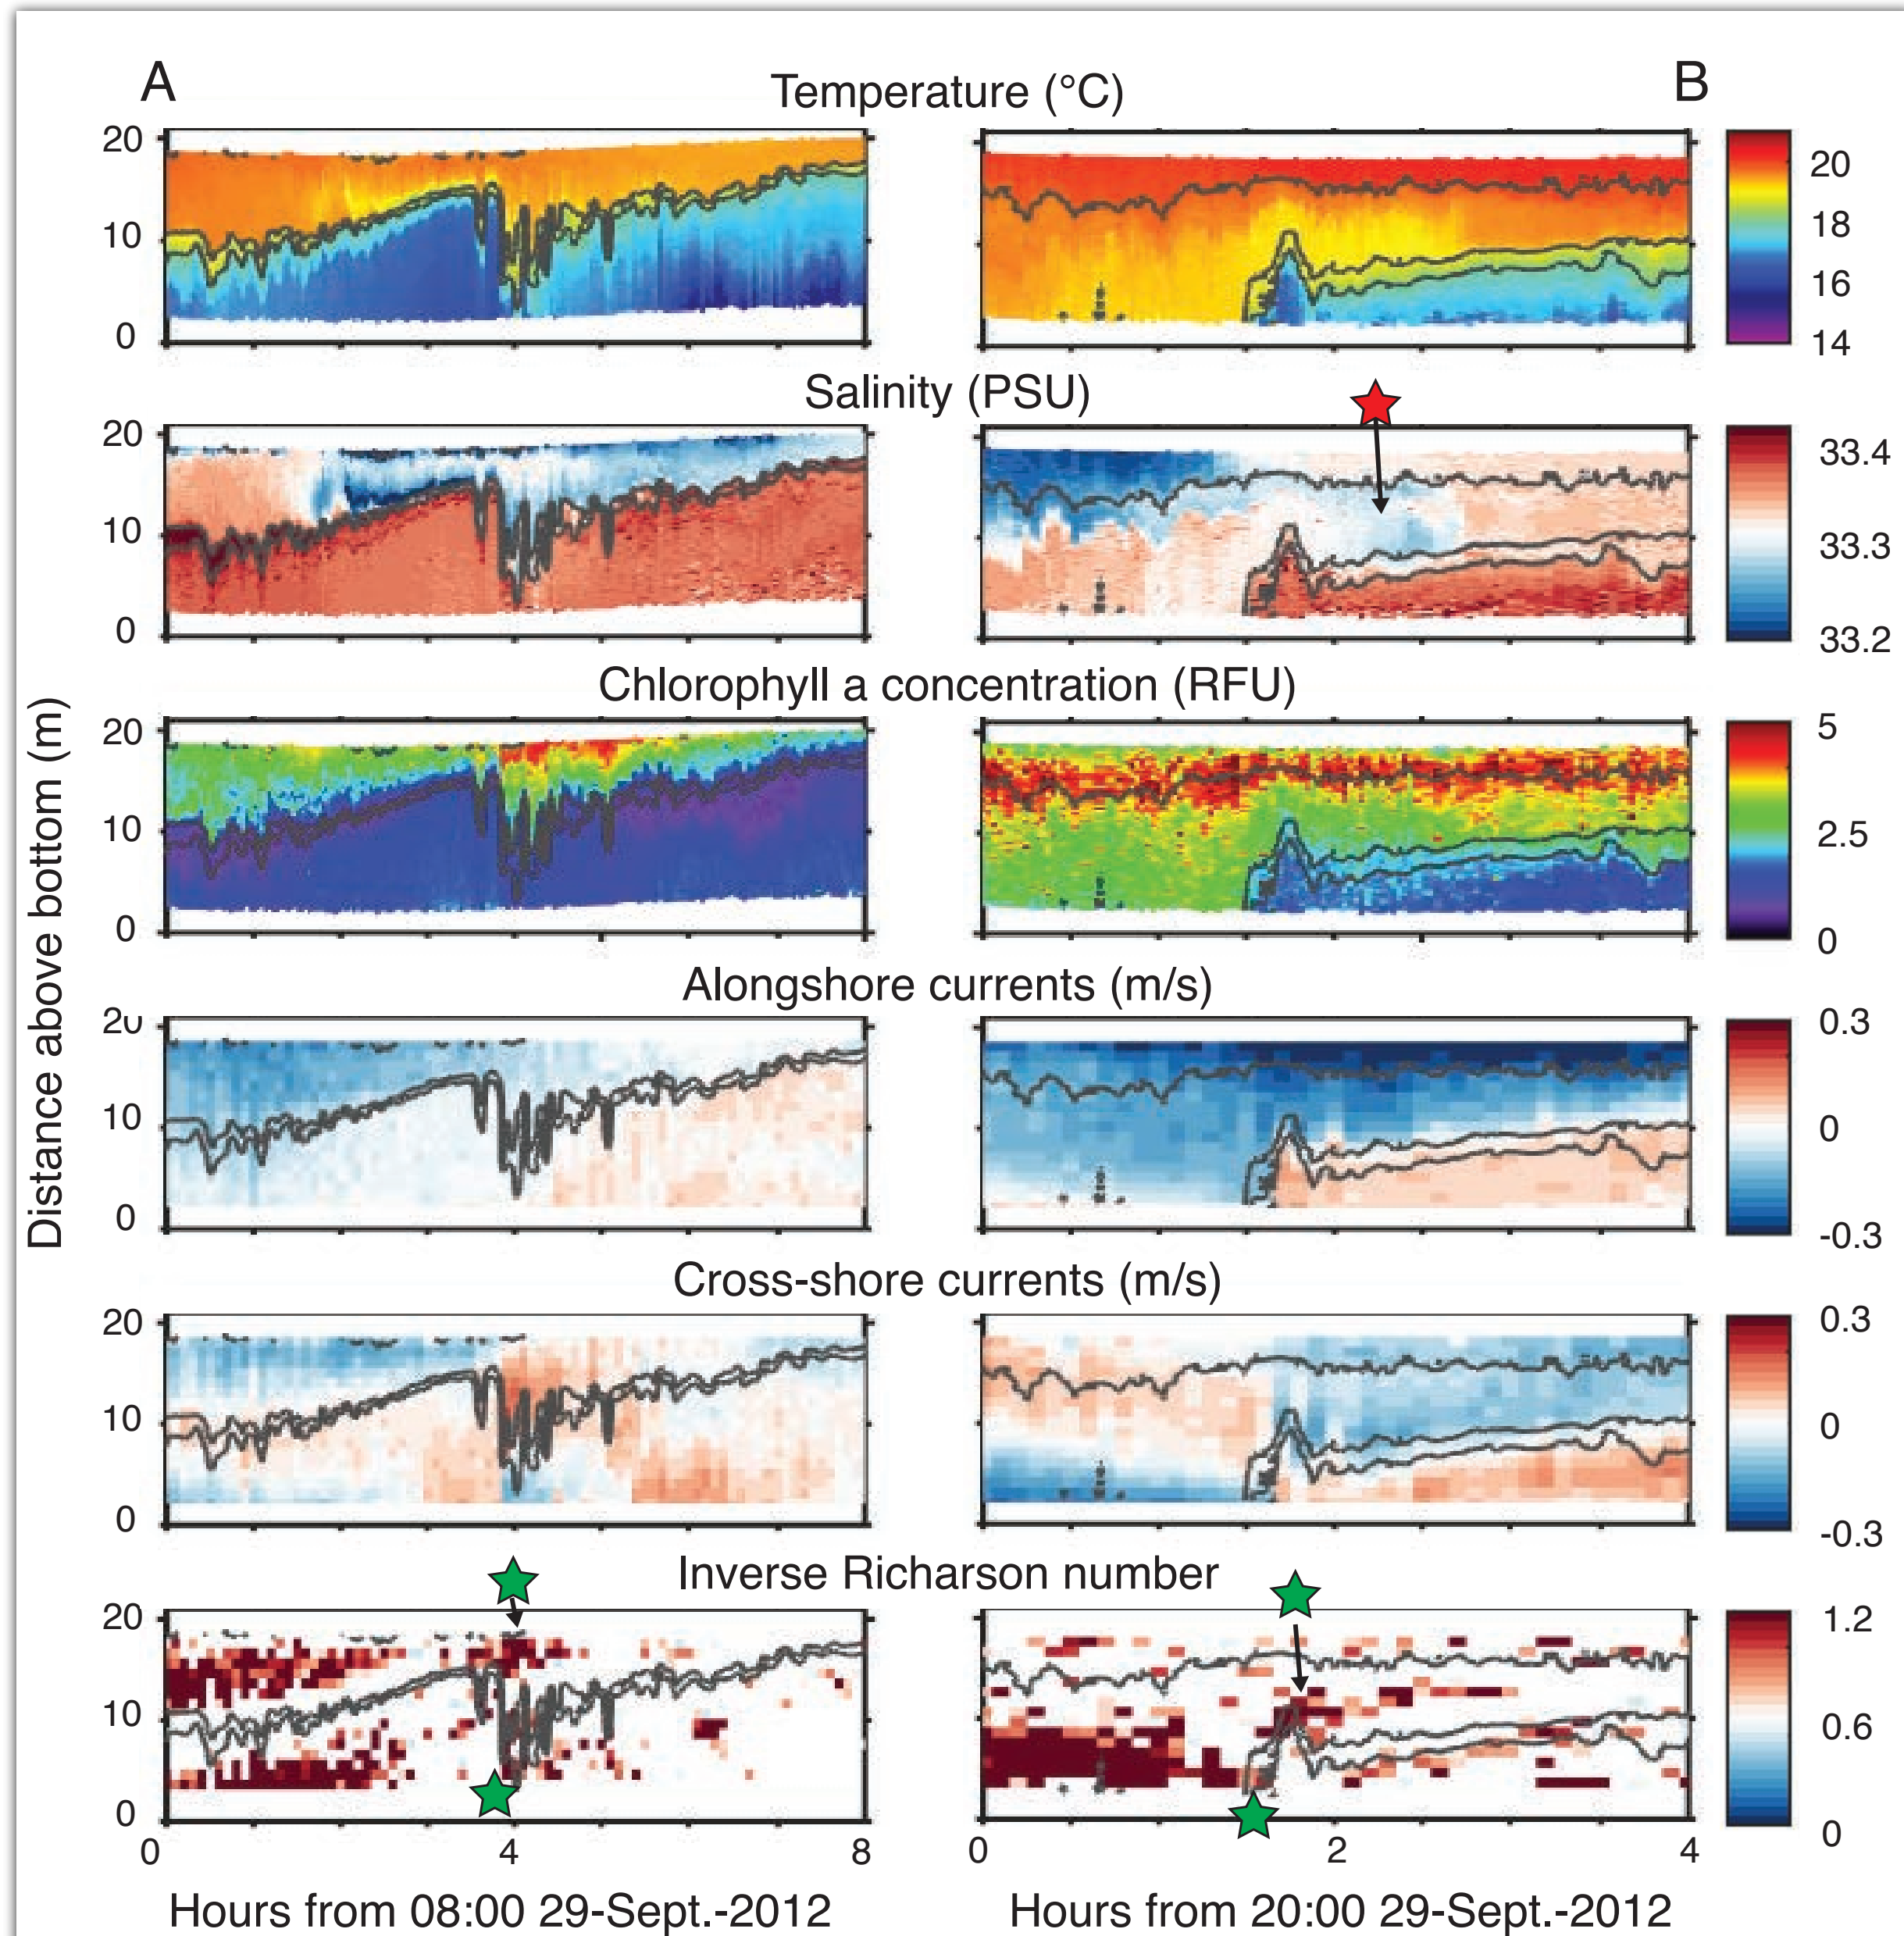 A
B
Temperature (°C)
20
10
0
20
18
16
14
Salinity (PSU)
20
10
0
33.4
33.3
33.2
Chlorophyll a concentration (RFU)
20
10
0
5
2.5
0
Distance above bottom (m)
Alongshore currents (m/s)
20
10
0
0.3
0
-0.3
Cross-shore currents (m/s)
20
10
0
0.3
0
-0.3
Inverse Richarson number
20
10
0
1.2
0.6
0
0 4 8
0 2 4
Hours from 08:00 29-Sept.-2012
Hours from 20:00 29-Sept.-2012